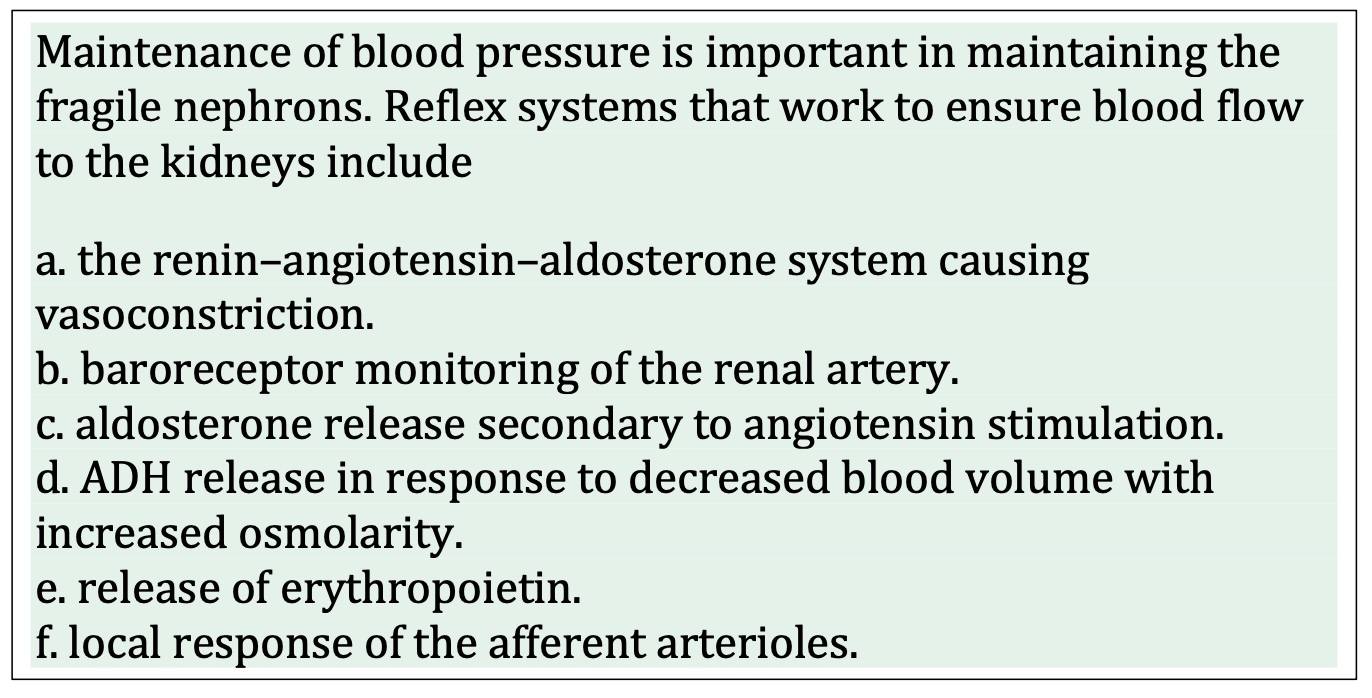 Maintenance of blood pressure is important in maintaining the
fragile nephrons. Reflex systems that work to ensure blood flow
to the kidneys include
a. the renin–angiotensin–aldosterone system causing
vasoconstriction.
b. baroreceptor monitoring of the renal artery.
c. aldosterone release secondary to angiotensin stimulation.
d. ADH release in response to decreased blood volume with
increased osmolarity.
e. release of erythropoietin.
f. local response of the afferent arterioles.